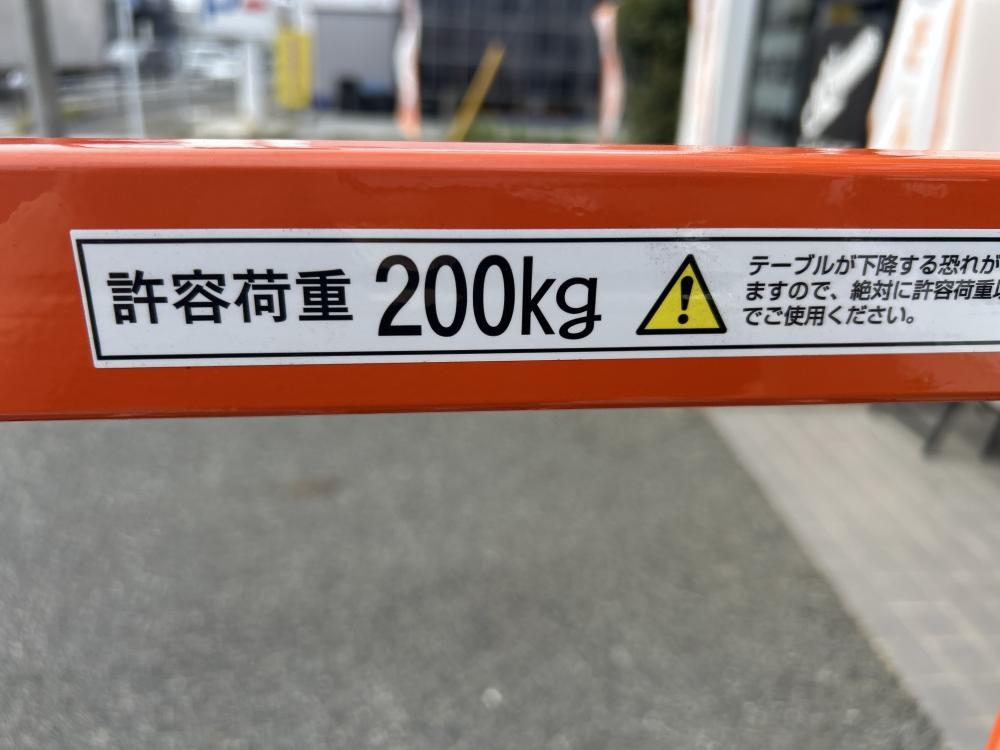 許容荷重 200kg
テーブルが下降する恐れが
ますので、絶対に許容荷重
でご使用ください。